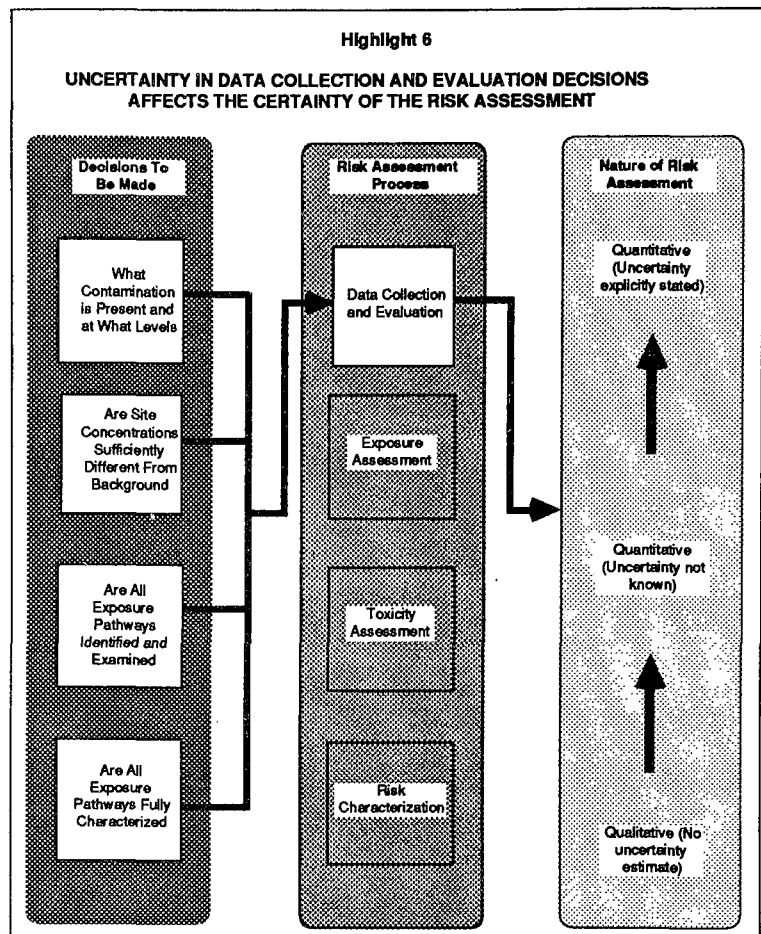 Highlight 6
UNCERTAINTY IN DATA COLLECTION AND EVALUATION DECISIONS
AFFECTS THE CERTAINTY OF THE RISK ASSESSMENT
Decisions To
Be Made
What
Contamination
is Present and
at What Levels
Are Site
Concentrations
Sufficiently
Different From
Background
Are All
Exposure
Pathways
Identified and
Examined
Are All
Exposure
Pathways Fully
Characterized
Risk Assessment
Process
Data Collection
and Evaluation
Exposure
Assessment
Toxicity
Assessment
Risk
Characterization
Nature of Risk
Assessment
Quantitative
(Uncertainty
explicitly stated)
Quantitative
(Uncertainty not
known)
Qualitative (No
uncertainty
estimate)